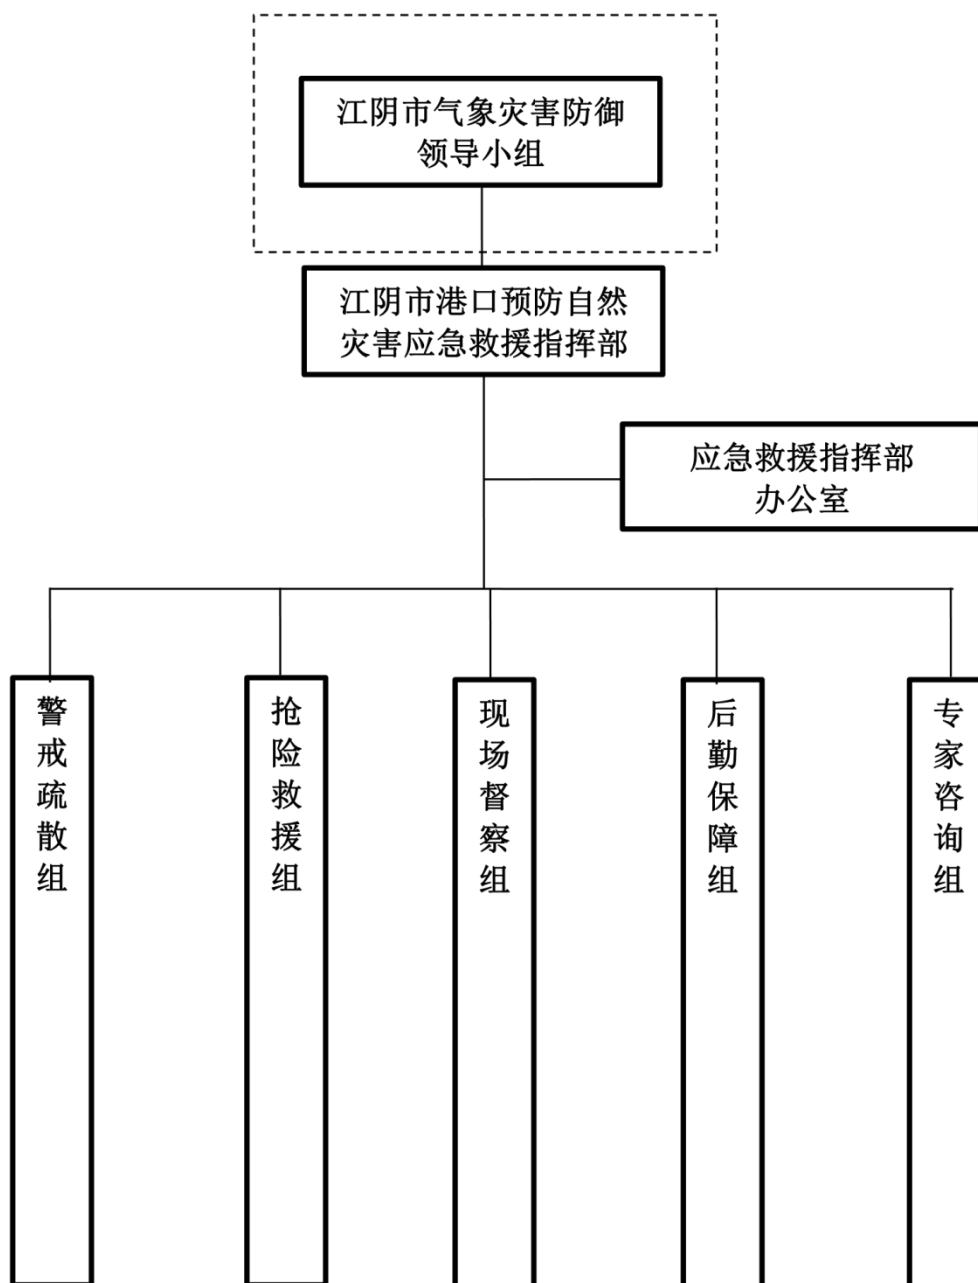 江阴市气象灾害防御
领导小组
江阴市港口预防自然
灾害应急救援指挥部
应急救援指挥部
办公室
警戒疏散组
抢险救援组
现场督察组
后勤保障组
专家咨询组